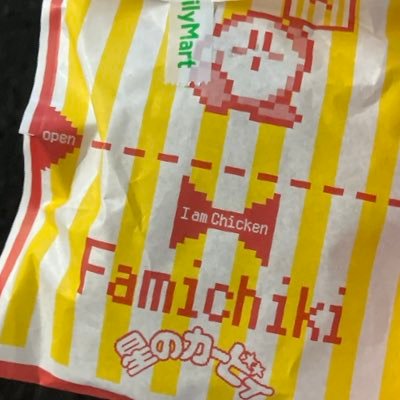 ilyMart
open
I am Chicken
Famichiki
星のカービィ